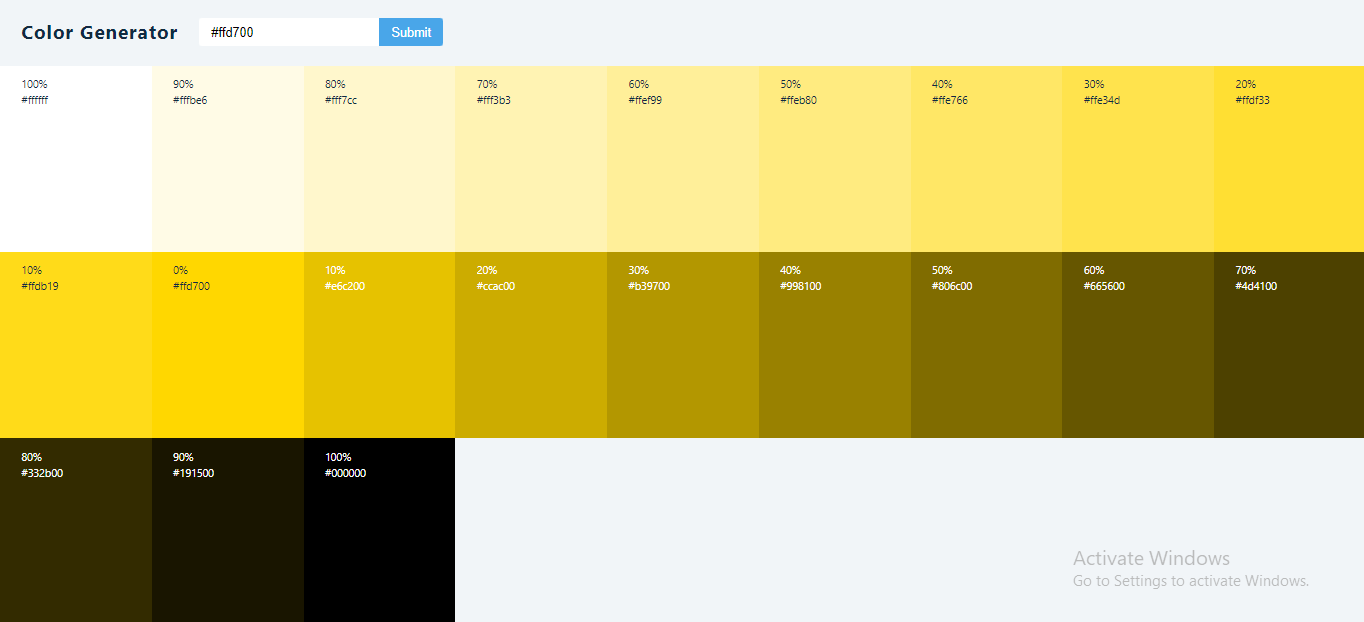 Color Generator
#ffd700
Submit
100%
#ffffff
90%
#fffbe6
80%
#fff7cc
70%
#fff3b3
60%
#ffef99
50%
#ffeb80
40%
#ffe766
30%
#ffe34d
20%
#ffdf33
10%
#ffdb19
0%
#ffd700
10%
#e6c200
20%
#ccac00
30%
#b39700
40%
#998100
50%
#806c00
60%
#665600
70%
#4d4100
80%
#332b00
90%
#191500
100%
#000000
Activate Windows
Go to Settings to activate Windows.